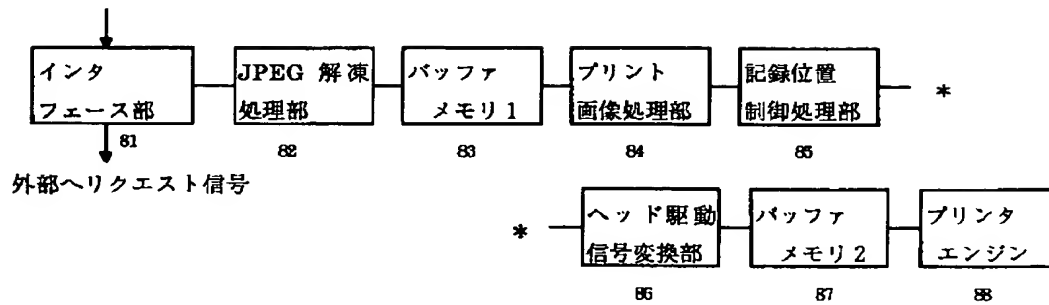 インタ
フェース部
81
外部へリクエスト信号
JPEG 解凍
処理部
82
バッファ
メモリ1
83
プリント
画像処理部
84
記録位置
制御処理部
85
*
*
ヘッド駆動
信号変換部
86
バッファ
メモリ2
87
プリンタ
エンジン
88